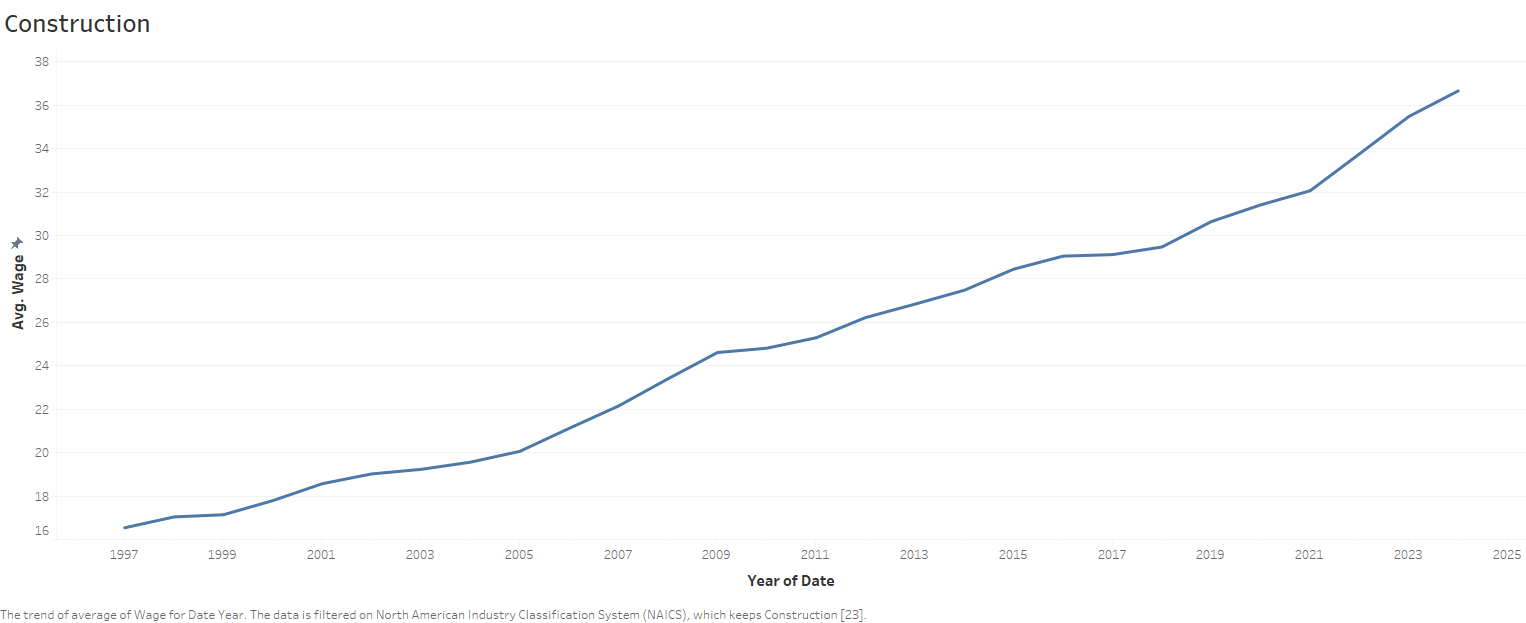 Construction
38
36
34
32
30
28
26
24
22
20
18
16
Avg. Wage
1997 1999 2001 2003 2005 2007 2009 2011 2013 2015 2017 2019 2021 2023 2025
Year of Date
The trend of average of Wage for Date Year. The data is filtered on North American Industry Classification System (NAICS), which keeps Construction [23].